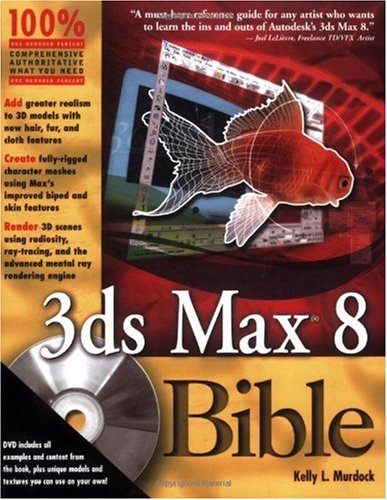 100%
ONE HUNDRED PERCENT
COMPREHENSIVE
AUTHORITATIVE
WHAT YOU NEED
ONE HUNDRED PERCENT
"A must-have reference guide for any artist who wants
to learn the ins and outs of Autodesk's 3ds Max 8."
— Joel LeLièvre, Freelance TD/VFX Artist
Add greater realism
to 3D models with
new hair, fur, and
cloth features
Create fully-rigged
character meshes
using Max's
improved biped and
skin features
Render 3D scenes
using radiosity,
ray-tracing, and the
advanced mental ray
rendering engine
3ds Max 8
Bible
DVD includes all
examples and content from
the book, plus unique models and
textures you can use on your own!
Kelly L. Murdock
Copyrighted Material